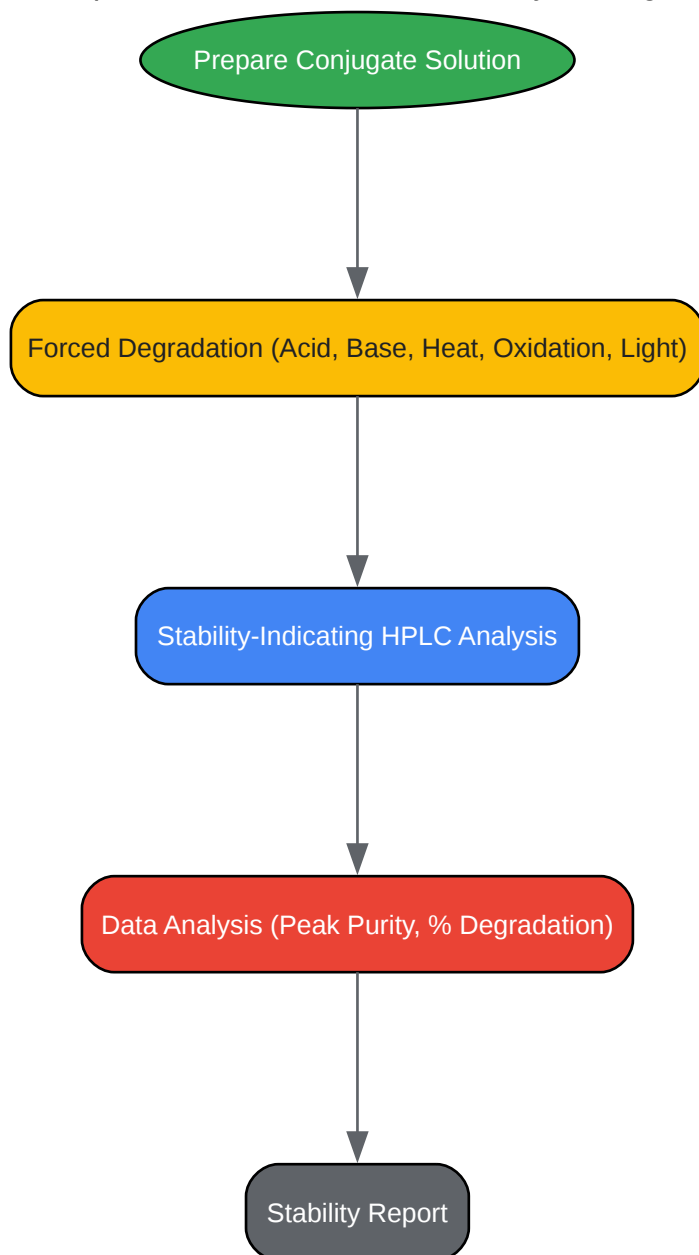 Prepare Conjugate Solution
Forced Degradation (Acid, Base, Heat, Oxidation, Light)
Stability-Indicating HPLC Analysis
Data Analysis (Peak Purity, % Degradation)
Stability Report